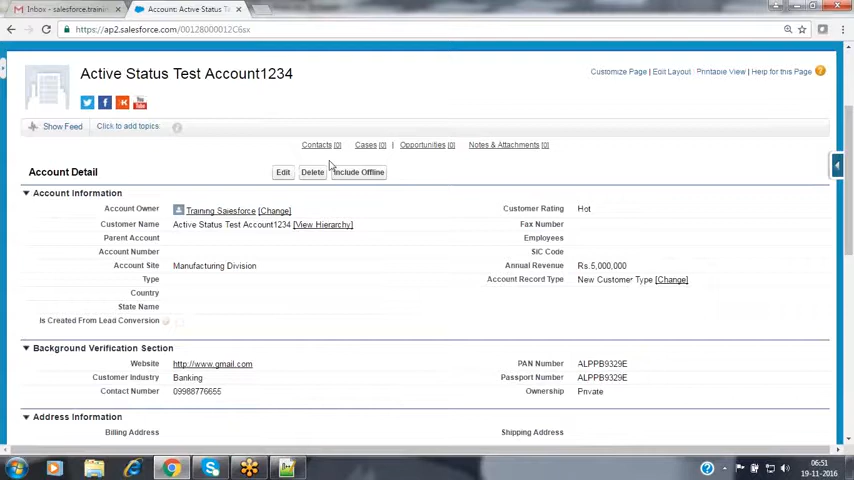 Inbox - salesforce.traini
Account: Active Status Te
https://ap2.salesforce.com/00128000012C6sx
Active Status Test Account1234
Customize Page | Edit Layout | Printable View | Help for this Page ?
You Tube
Show Feed
Click to add topics
Contacts [0]
Cases [0] | Opportunities [0]
Notes & Attachments [0]
Account Detail
Edit
Delete
Include Offline
Account Information
Account Owner Training Salesforce [Change]
Customer Rating Hot
Customer Name Active Status Test Account1234 [View Hierarchy]
Fax Number
Parent Account
Employees
Account Number
SIC Code
Account Site Manufacturing Division
Annual Revenue Rs.5,000,000
Type
Account Record Type New Customer Type [Change]
Country
State Name
Is Created From Lead Conversion
Background Verification Section
Website http://www.gmail.com
PAN Number ALPPB9329E
Customer Industry Banking
Passport Number ALPPB9329E
Contact Number 09988776655
Ownership Private
Address Information
Billing Address
Shipping Address
06:51
19-11-2016